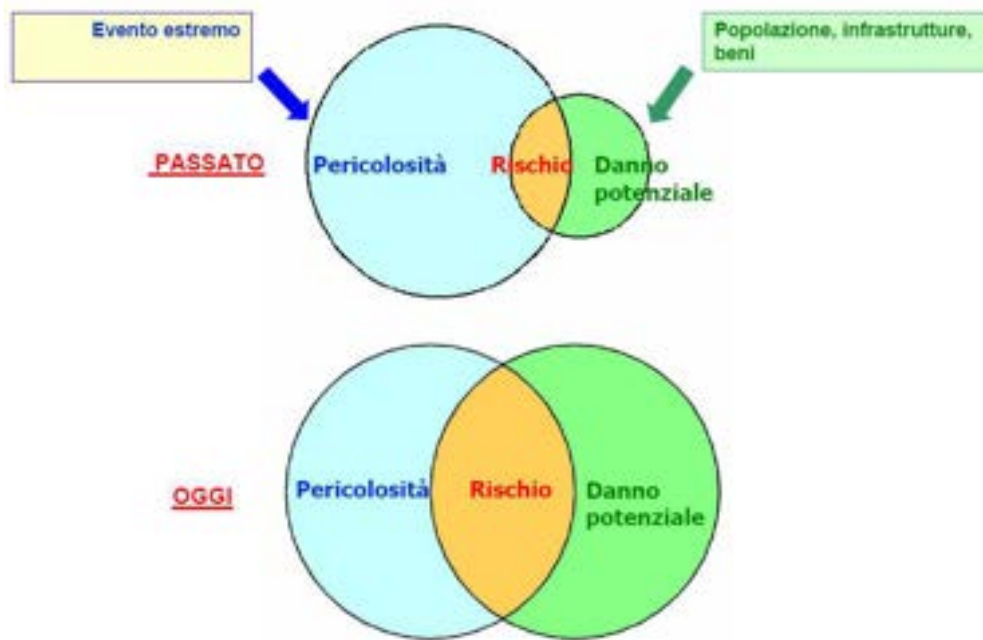 Evento estremo
Popolazione, infrastrutture,
beni
PASSATO
Pericolosità
Rischio
Danno
potenziale
OGGI
Pericolosità
Rischio
Danno
potenziale